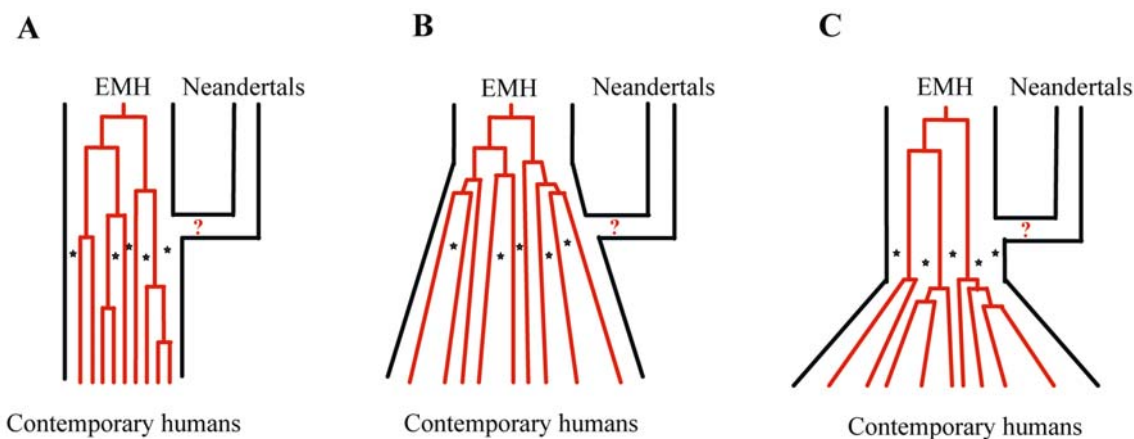 A
B
C
EMH Neandertals
EMH Neandertals
EMH Neandertals
?
?
?
Contemporary humans
Contemporary humans
Contemporary humans